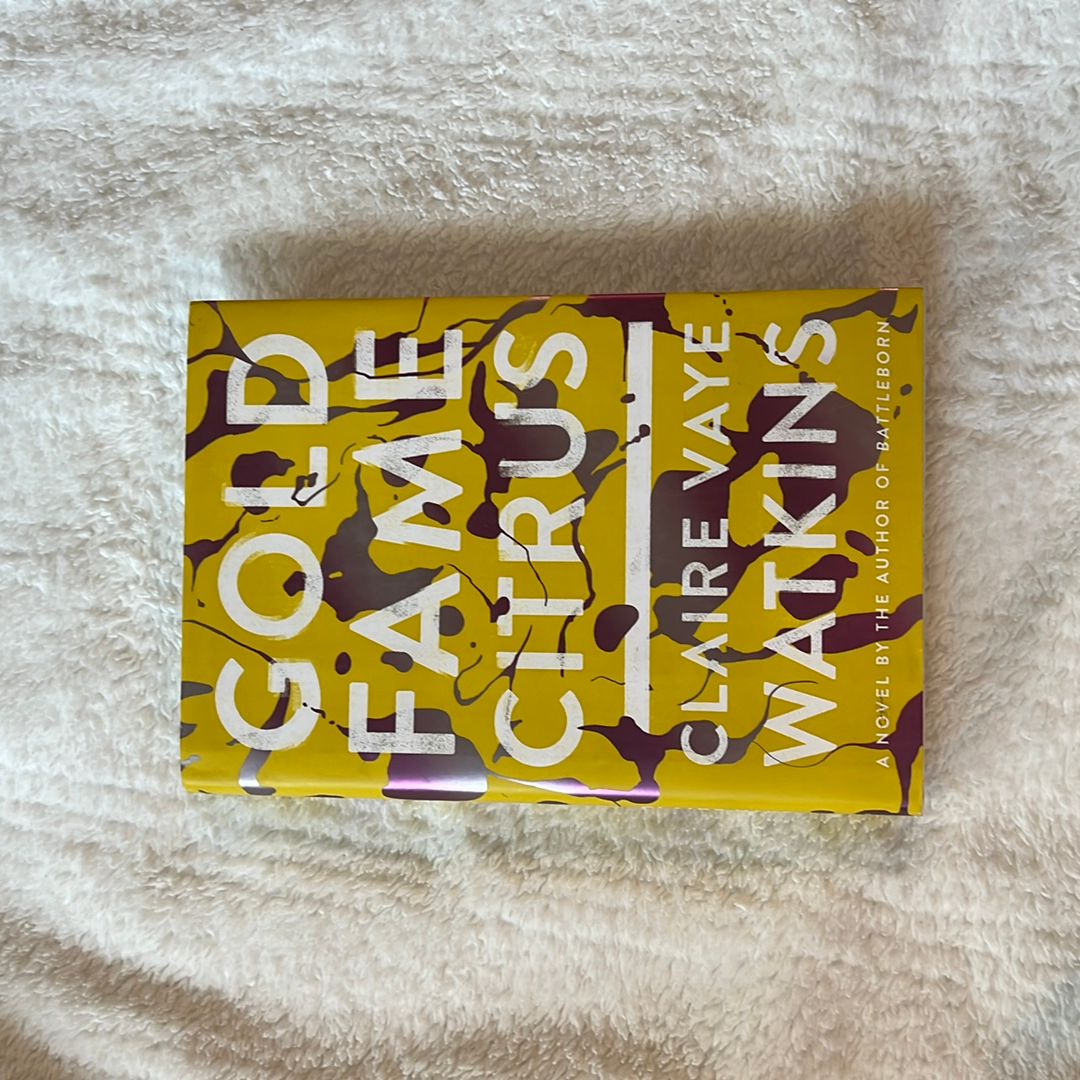 GOLD
FAME
CITRUS
CLAIRE VAYE
WATKINS
A NOVEL BY THE AUTHOR OF BATTLEBORN